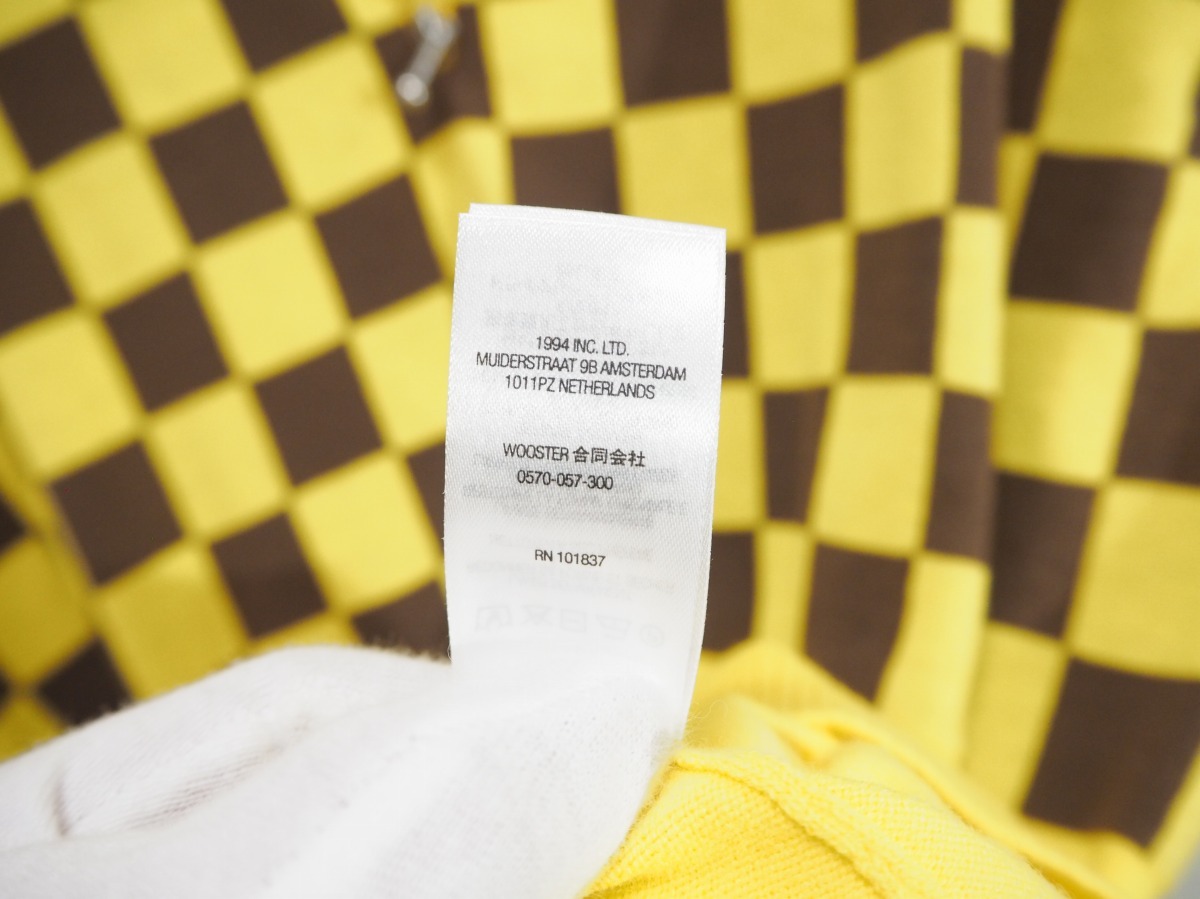 1994 INC. LTD.
MUIDERSTRAAT 9B AMSTERDAM
1011PZ NETHERLANDS
WOOSTER 合同会社
0570-057-300
RN 101837